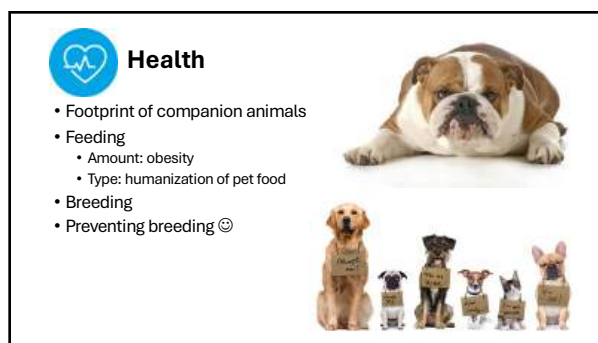 Health
• Footprint of companion animals
• Feeding
• Amount: obesity
• Type: humanization of pet food
• Breeding
• Preventing breeding ☺